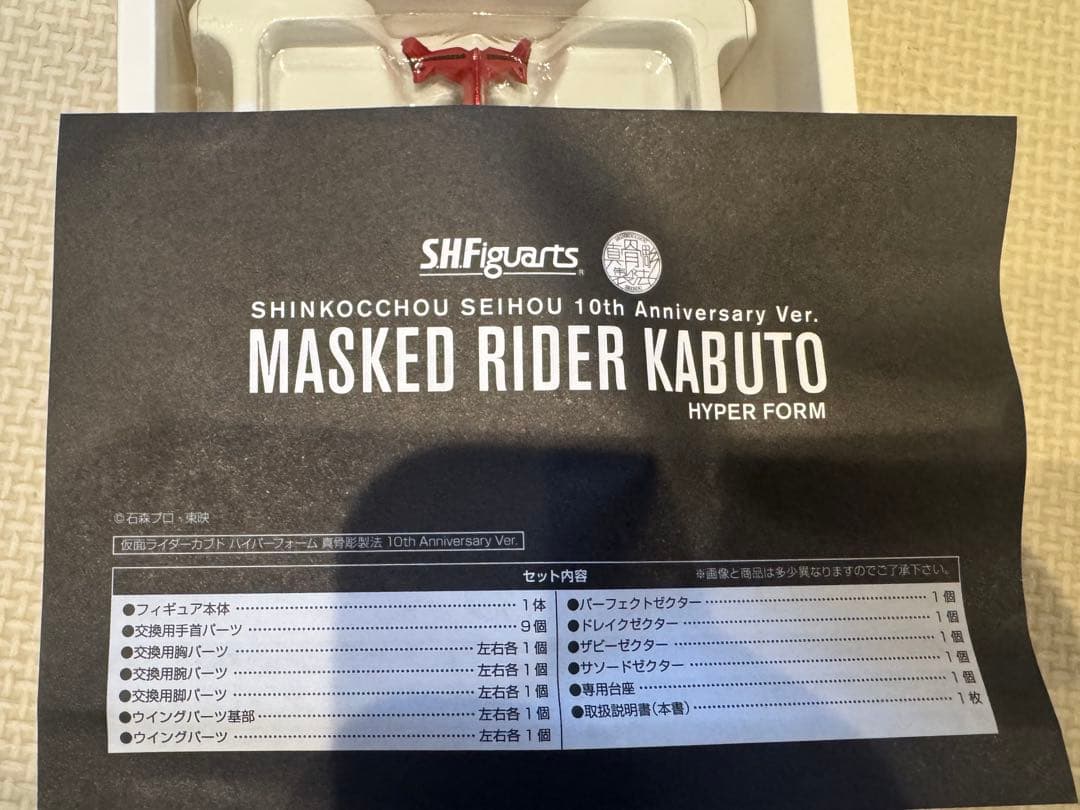 S.H.Figuarts
真骨彫製法
SHINKOCCHOU SEIHOU 10th Anniversary Ver.
MASKED RIDER KABUTO
HYPER FORM
©石森プロ・東映
仮面ライダーカブト ハイパーフォーム 真骨彫製法 10th Anniversary Ver.
セット内容
※画像と商品は多少異なりますのでご了承下さい。
●フィギュア本体 1体
●交換用手首パーツ 9個
●交換用胸パーツ 左右各1個
●交換用腕パーツ 左右各1個
●交換用脚パーツ 左右各1個
●ウイングパーツ基部 左右各1個
●ウイングパーツ 左右各1個
●パーフェクトゼクター 1個
●ドレイクゼクター 1個
●ザビーゼクター 1個
●サソードゼクター 1個
●専用台座 1個
●取扱説明書(本書) 1枚